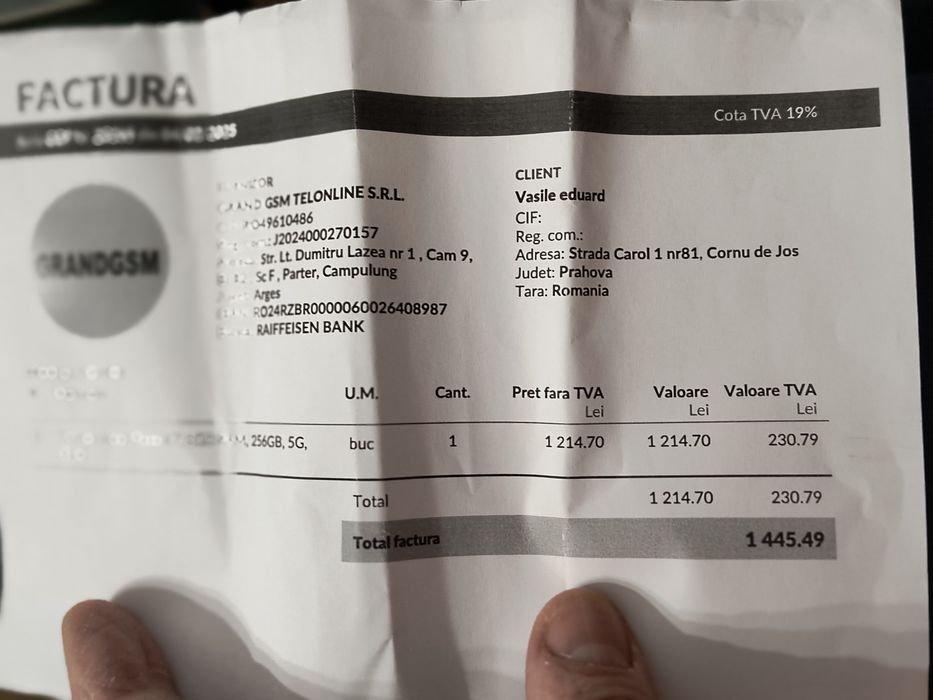 FACTURA
Cota TVA 19%
2025
GRANDGSM
GRAND GSM TELONLINE S.R.L.
RO49610486
J2024000270157
Str. Lt. Dumitru Lazea nr 1 , Cam 9,
Sc F, Parter, Campulung
Arges
RO24RZBR0000060026408987
RAIFFEISEN BANK
CLIENT
Vasile eduard
CIF:
Reg. com.:
Adresa: Strada Carol 1 nr81, Cornu de Jos
Judet: Prahova
Tara: Romania
U.M. Cant. Pret fara TVA Valoare Valoare TVA
Lei Lei Lei
256GB, 5G, buc 1 1 214.70 1 214.70 230.79
Total 1 214.70 230.79
Total factura 1 445.49